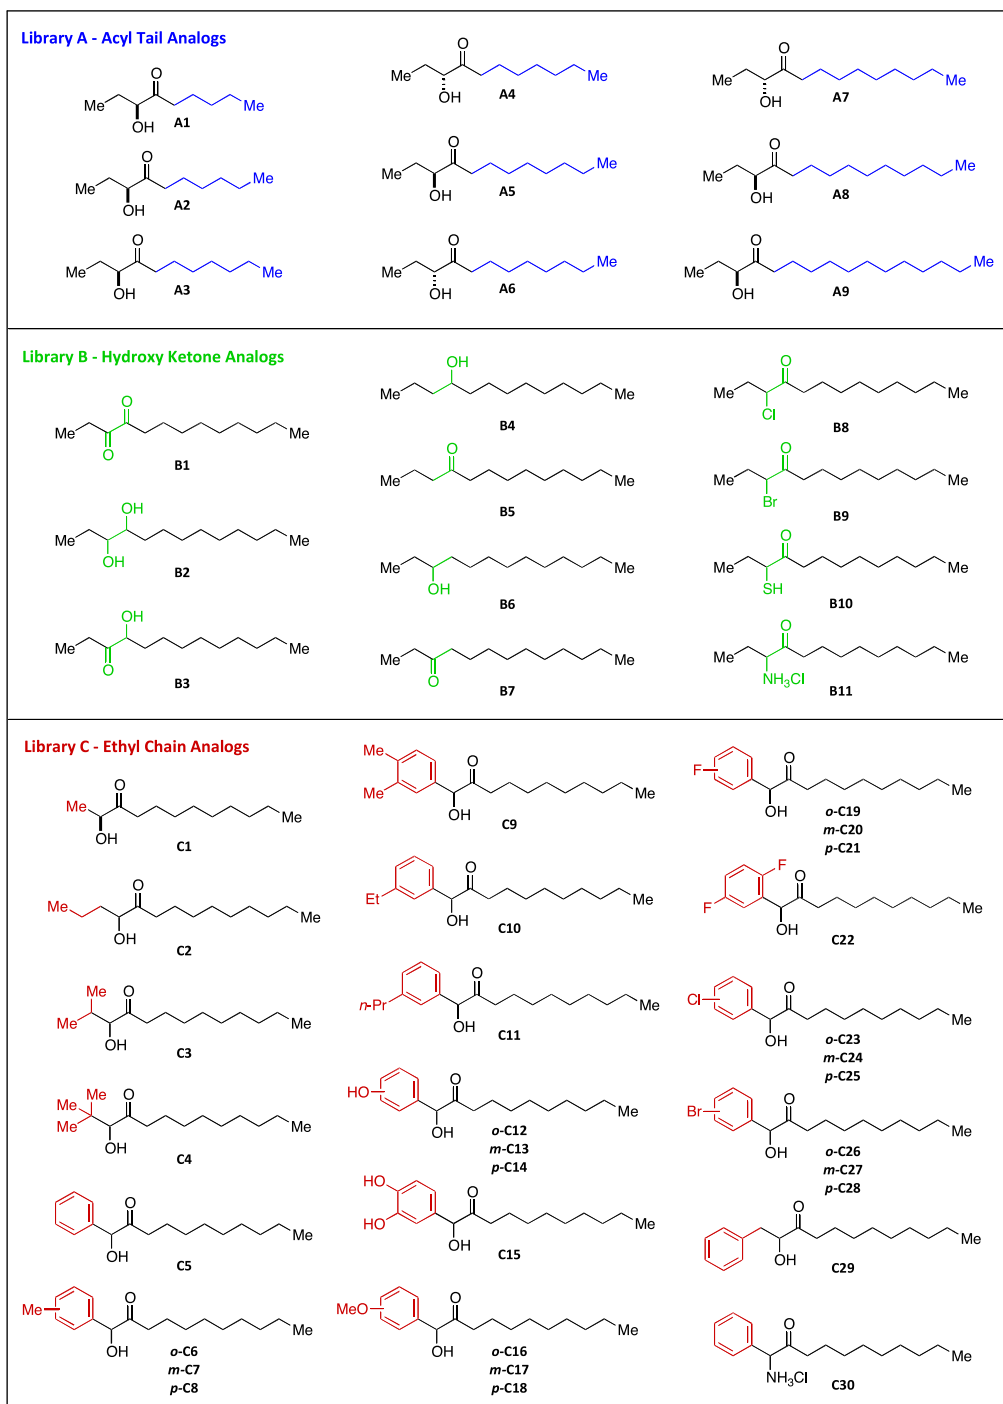 Library A - Acyl Tail Analogs
O
Me
Me
OH
A1
O
Me
Me
OH
A2
O
Me
Me
OH
A3
O
Me
Me
OH
A4
O
Me
Me
OH
A5
O
Me
Me
OH
A6
O
Me
Me
OH
A7
O
Me
Me
OH
A8
O
Me
Me
OH
A9
Library B - Hydroxy Ketone Analogs
O
Me
Me
O
B1
OH
Me
Me
OH
B2
OH
Me
Me
O
B3
OH
Me
Me
B4
O
Me
Me
B5
Me
Me
OH
B6
Me
Me
O
B7
O
Me
Me
Cl
B8
O
Me
Me
Br
B9
O
Me
Me
SH
B10
O
Me
Me
NH₃Cl
B11
Library C - Ethyl Chain Analogs
O
Me
Me
OH
C1
O
Me
Me
OH
C2
Me
O
Me
Me
OH
C3
Me
O
Me
Me
Me
OH
C4
O
Me
OH
C5
Me
O
Me
OH
o-C6
m-C7
p-C8
Me
O
Me
Me
OH
C9
O
Et
Me
OH
C10
O
n-Pr
Me
OH
C11
HO
O
Me
OH
o-C12
m-C13
p-C14
HO
O
HO
Me
OH
C15
MeO
O
Me
OH
o-C16
m-C17
p-C18
F
O
Me
OH
o-C19
m-C20
p-C21
F
O
F
Me
OH
C22
Cl
O
Me
OH
o-C23
m-C24
p-C25
Br
O
Me
OH
o-C26
m-C27
p-C28
O
Me
OH
C29
O
Me
NH₃Cl
C30